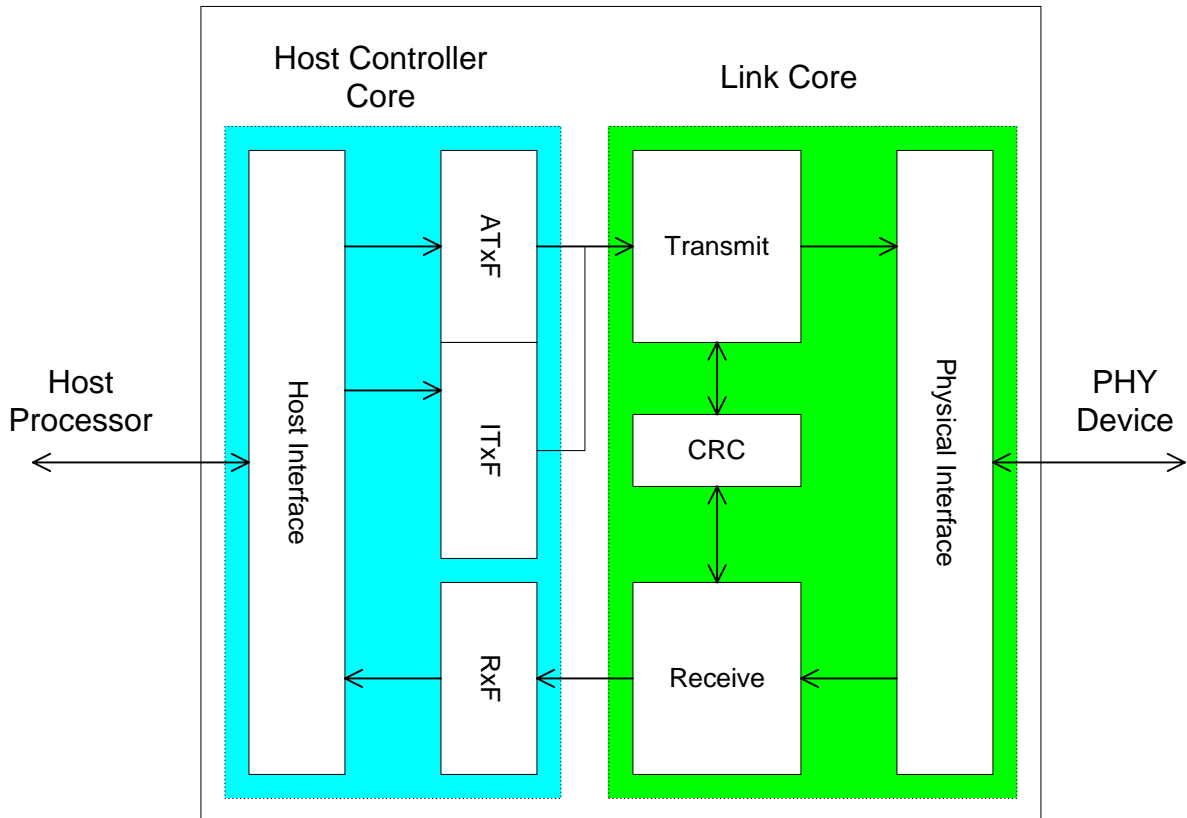 Host Controller
Core
Link Core
Host
Processor
Host Interface
ATxF
ITxF
RxF
Transmit
CRC
Receive
Physical Interface
PHY
Device